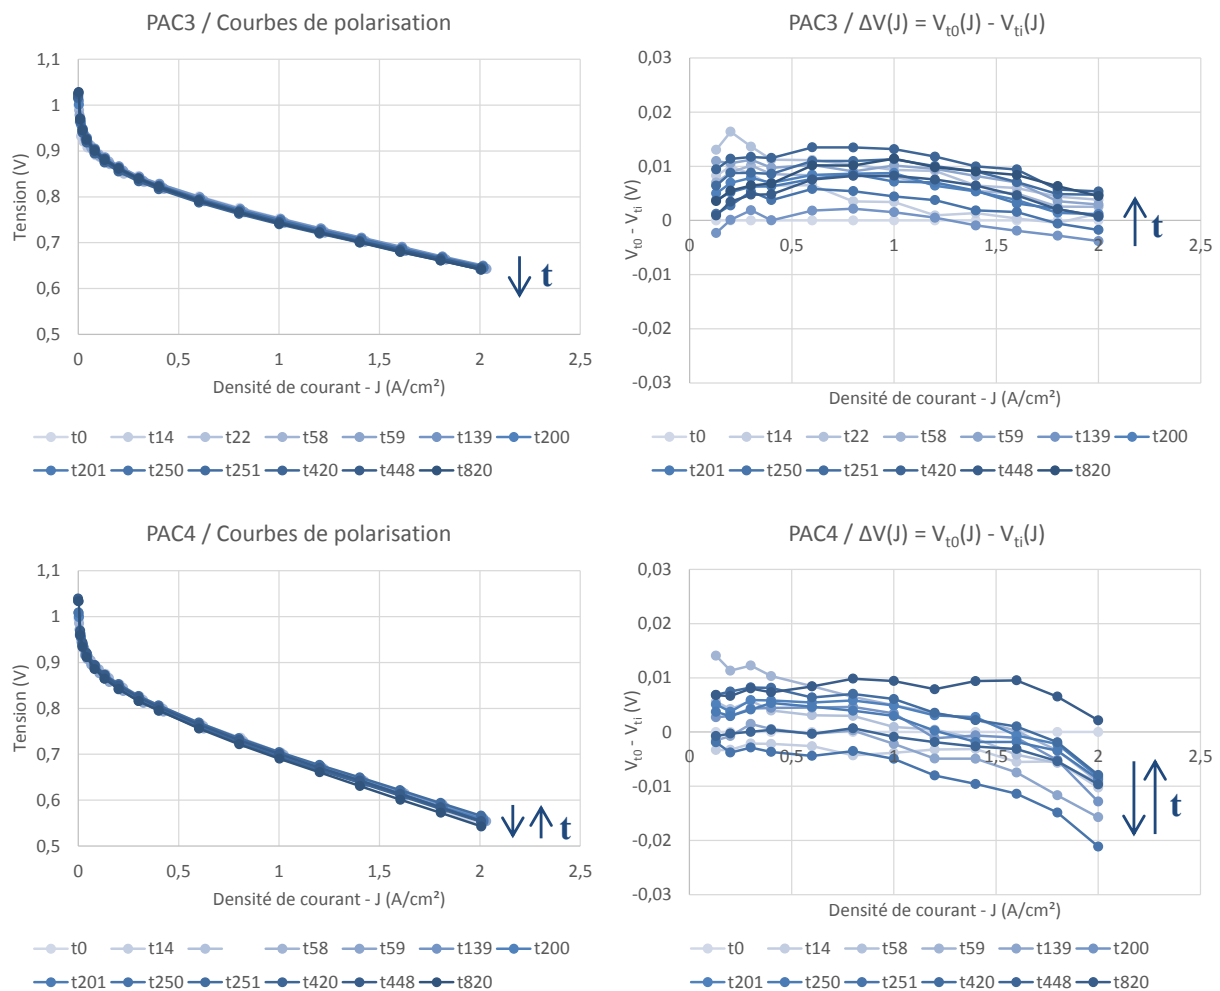 PAC3 / Courbes de polarisation
Tension (V)
1,1
1
0,9
0,8
0,7
0,6
0,5
0
0,5
1
1,5
2
2,5
Densité de courant - J (A/cm²)
t
t0 t14 t22 t58 t59 t139 t200
t201 t250 t251 t420 t448 t820
PAC3 / ΔV(J) = Vt0(J) - Vti(J)
Vt0 - Vti (V)
0,03
0,02
0,01
0
-0,01
-0,02
-0,03
0
0,5
1
1,5
2
2,5
Densité de courant - J (A/cm²)
t
t0 t14 t22 t58 t59 t139 t200
t201 t250 t251 t420 t448 t820
PAC4 / Courbes de polarisation
Tension (V)
1,1
1
0,9
0,8
0,7
0,6
0,5
0
0,5
1
1,5
2
2,5
Densité de courant - J (A/cm²)
t
t0 t14 t58 t59 t139 t200
t201 t250 t251 t420 t448 t820
PAC4 / ΔV(J) = Vt0(J) - Vti(J)
Vt0 - Vti (V)
0,03
0,02
0,01
0
-0,01
-0,02
-0,03
0
0,5
1
1,5
2
2,5
Densité de courant - J (A/cm²)
t
t0 t14 t58 t59 t139 t200
t201 t250 t251 t420 t448 t820